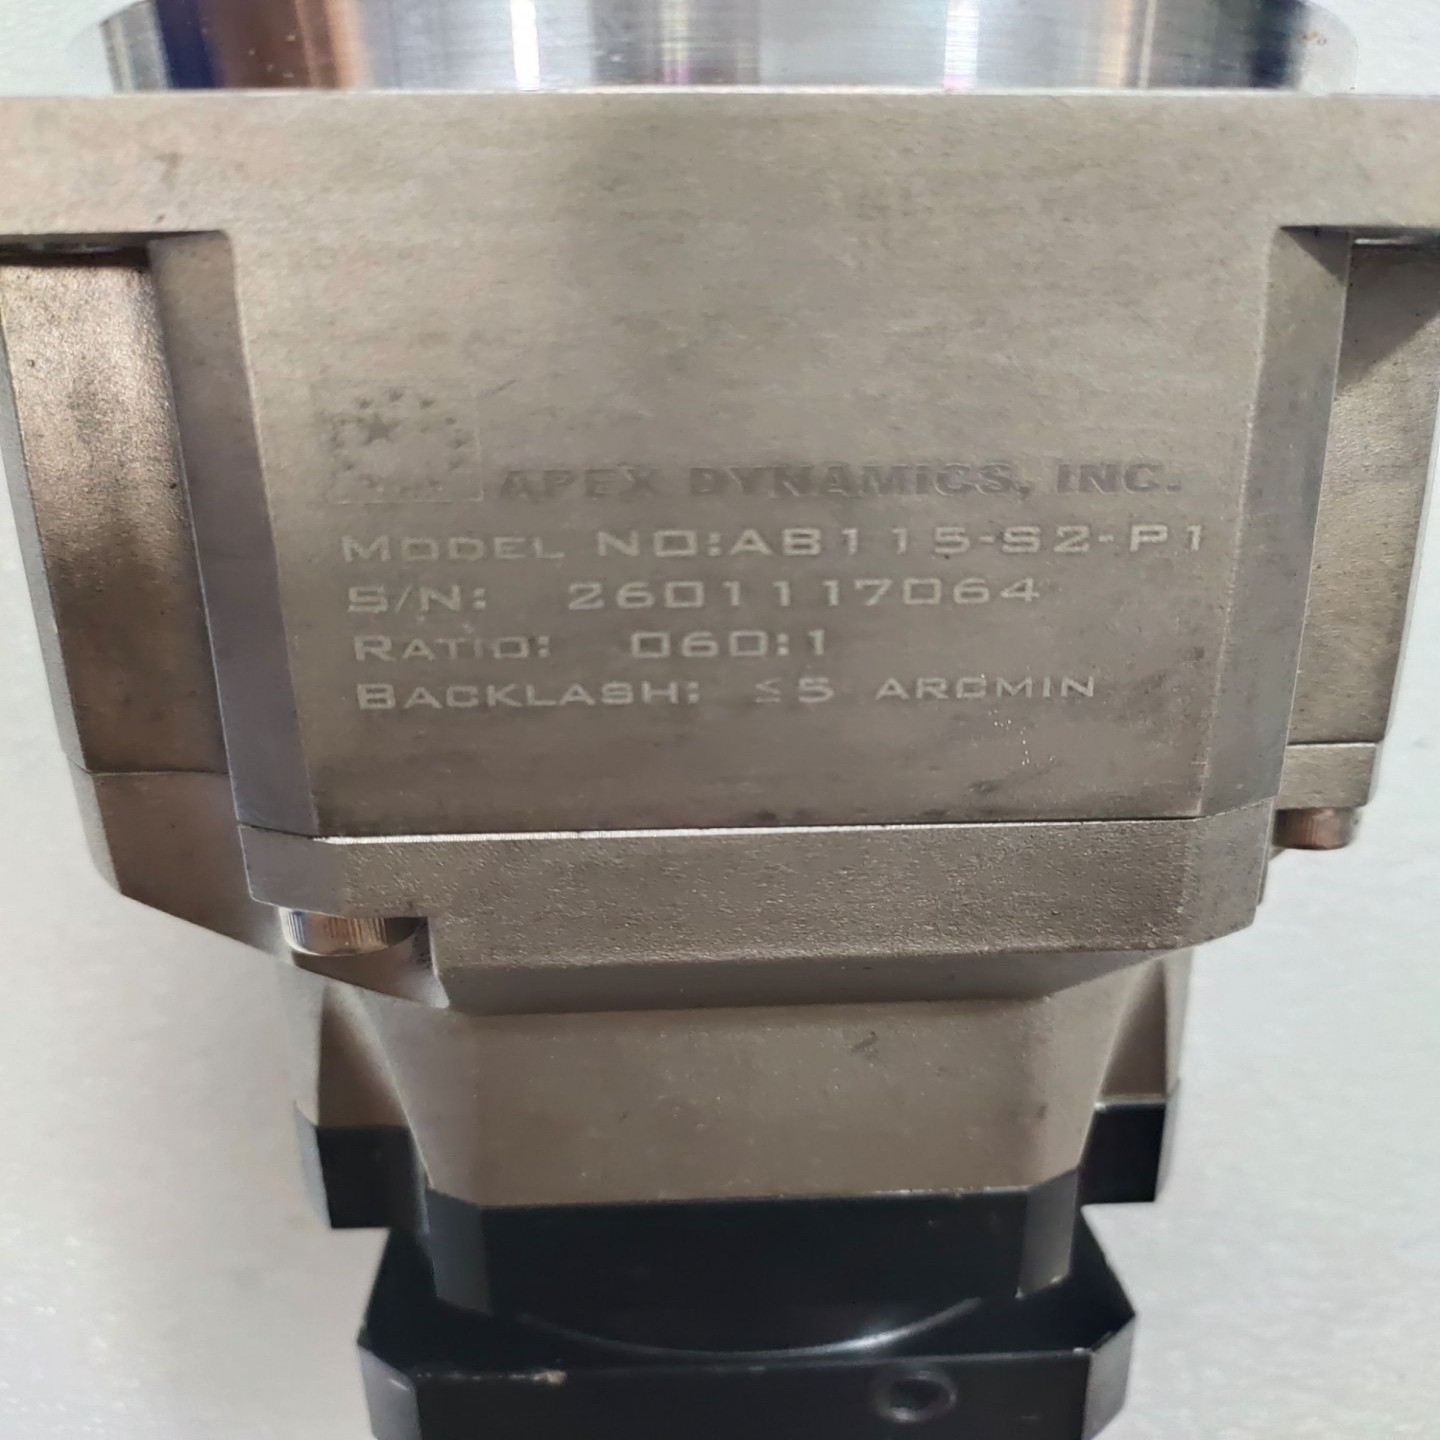 APEX DYNAMICS, INC.
MODEL NO:AB115-S2-P1
S/N: 2601117064
RATIO: 060:1
BACKLASH: ≤5 ARCMIN